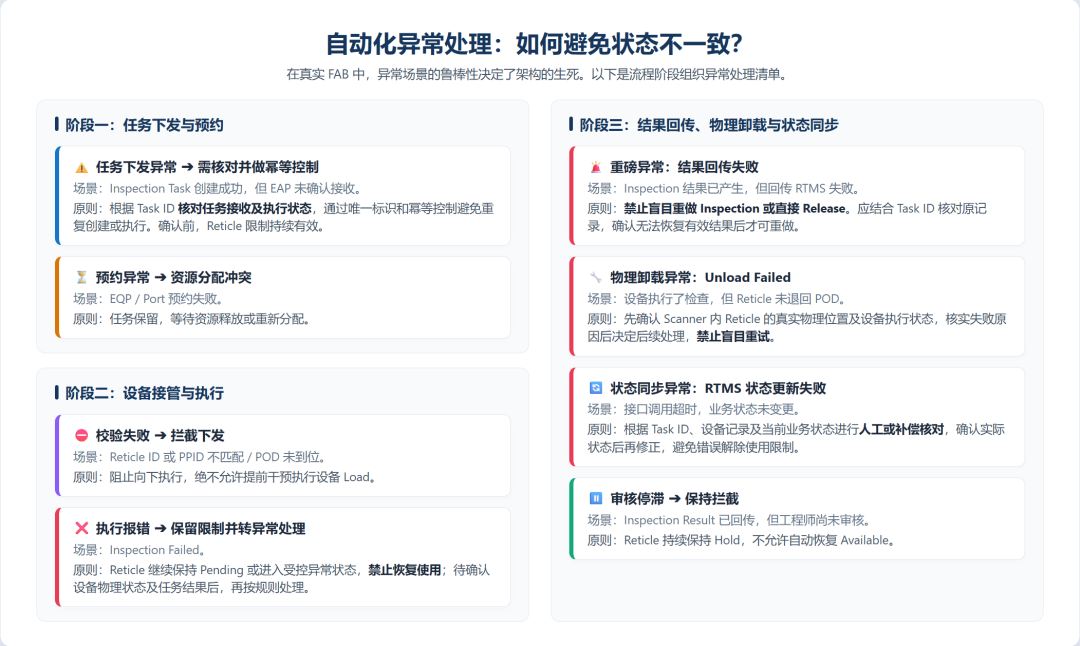 自动化异常处理：如何避免状态不一致？
在真实 FAB 中，异常场景的鲁棒性决定了架构的生死。以下是流程阶段组织异常处理清单。
阶段一：任务下发与预约
⚠️ 任务下发异常 → 需核对并做幂等控制
场景：Inspection Task 创建成功，但 EAP 未确认接收。
原则：根据 Task ID 核对任务接收及执行状态，通过唯一标识和幂等控制避免重
复创建或执行。确认前，Reticle 限制持续有效。
⏳ 预约异常 → 资源分配冲突
场景：EQP / Port 预约失败。
原则：任务保留，等待资源释放或重新分配。
阶段二：设备接管与执行
⛔ 校验失败 → 拦截下发
场景：Reticle ID 或 PPID 不匹配 / POD 未到位。
原则：阻止向下执行，绝不允许提前干预执行设备 Load。
❌ 执行报错 → 保留限制并转异常处理
场景：Inspection Failed。
原则：Reticle 继续保持 Pending 或进入受控异常状态，禁止恢复使用；待确认
设备物理状态及任务结果后，再按规则处理。
阶段三：结果回传、物理卸载与状态同步
🚨 重磅异常：结果回传失败
场景：Inspection 结果已产生，但回传 RTMS 失败。
原则：禁止盲目重做 Inspection 或直接 Release。应结合 Task ID 核对原记
录，确认无法恢复有效结果后才可重做。
🔧 物理卸载异常：Unload Failed
场景：设备执行了检查，但 Reticle 未退回 POD。
原则：先确认 Scanner 内 Reticle 的真实物理位置及设备执行状态，核实失败原
因后决定后续处理，禁止盲目重试。
🔄 状态同步异常：RTMS 状态更新失败
场景：接口调用超时，业务状态未变更。
原则：根据 Task ID、设备记录及当前业务状态进行人工或补偿核对，确认实际
状态后再修正，避免错误解除使用限制。
⏸️ 审核停滞 → 保持拦截
场景：Inspection Result 已回传，但工程师尚未审核。
原则：Reticle 持续保持 Hold，不允许自动恢复 Available。